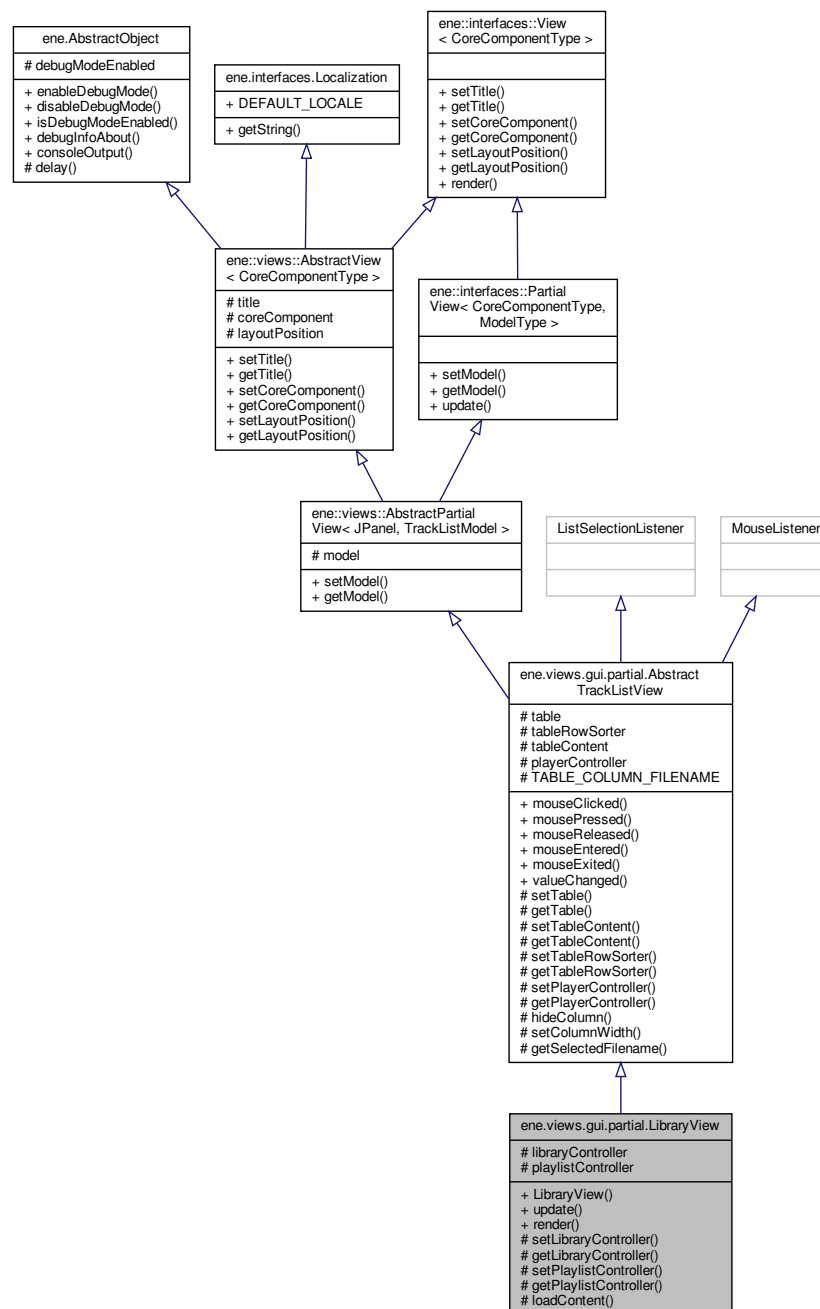 ene.AbstractObject
# debugModeEnabled
+ enableDebugMode()
+ disableDebugMode()
+ isDebugModeEnabled()
+ debugInfoAbout()
+ consoleOutput()
# delay()
ene.interfaces.Localization
+ DEFAULT_LOCALE
+ getString()
ene::interfaces::View
< CoreComponentType >
+ setTitle()
+ getTitle()
+ setCoreComponent()
+ getCoreComponent()
+ setLayoutPosition()
+ getLayoutPosition()
+ render()
ene::views::AbstractView
< CoreComponentType >
# title
# coreComponent
# layoutPosition
+ setTitle()
+ getTitle()
+ setCoreComponent()
+ getCoreComponent()
+ setLayoutPosition()
+ getLayoutPosition()
ene::interfaces::Partial
View< CoreComponentType,
ModelType >
+ setModel()
+ getModel()
+ update()
ene::views::AbstractPartial
View< JPanel, TrackListModel >
# model
+ setModel()
+ getModel()
ListSelectionListener
MouseListener
ene.views.gui.partial.Abstract
TrackListView
# table
# tableRowSorter
# tableContent
# playerController
# TABLE_COLUMN_FILENAME
+ mouseClicked()
+ mousePressed()
+ mouseReleased()
+ mouseEntered()
+ mouseExited()
+ valueChanged()
# setTable()
# getTable()
# setTableContent()
# getTableContent()
# setTableRowSorter()
# getTableRowSorter()
# setPlayerController()
# getPlayerController()
# hideColumn()
# setColumnWidth()
# getSelectedFilename()
ene.views.gui.partial.LibraryView
# libraryController
# playlistController
+ LibraryView()
+ update()
+ render()
# setLibraryController()
# getLibraryController()
# setPlaylistController()
# getPlaylistController()
# loadContent()